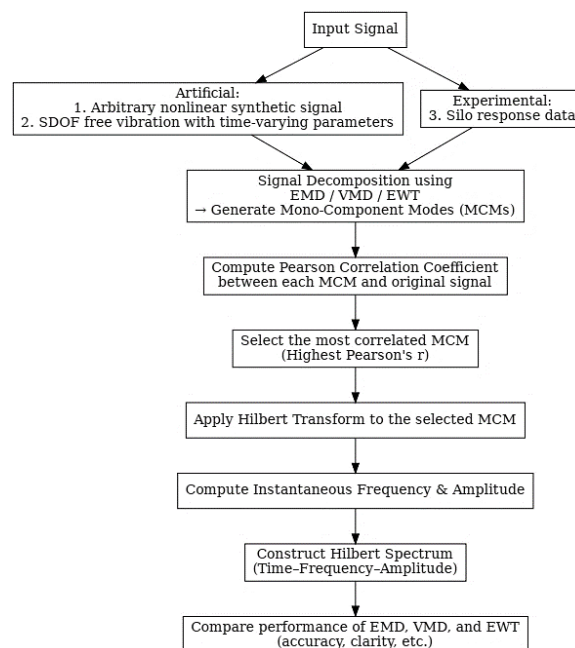 Input Signal
Artificial:
1. Arbitrary nonlinear synthetic signal
2. SDOF free vibration with time-varying parameters
Experimental:
3. Silo response data
Signal Decomposition using
EMD / VMD / EWT
→ Generate Mono-Component Modes (MCMs)
Compute Pearson Correlation Coefficient
between each MCM and original signal
Select the most correlated MCM
(Highest Pearson's r)
Apply Hilbert Transform to the selected MCM
Compute Instantaneous Frequency & Amplitude
Construct Hilbert Spectrum
(Time–Frequency–Amplitude)
Compare performance of EMD, VMD, and EWT
(accuracy, clarity, etc.)